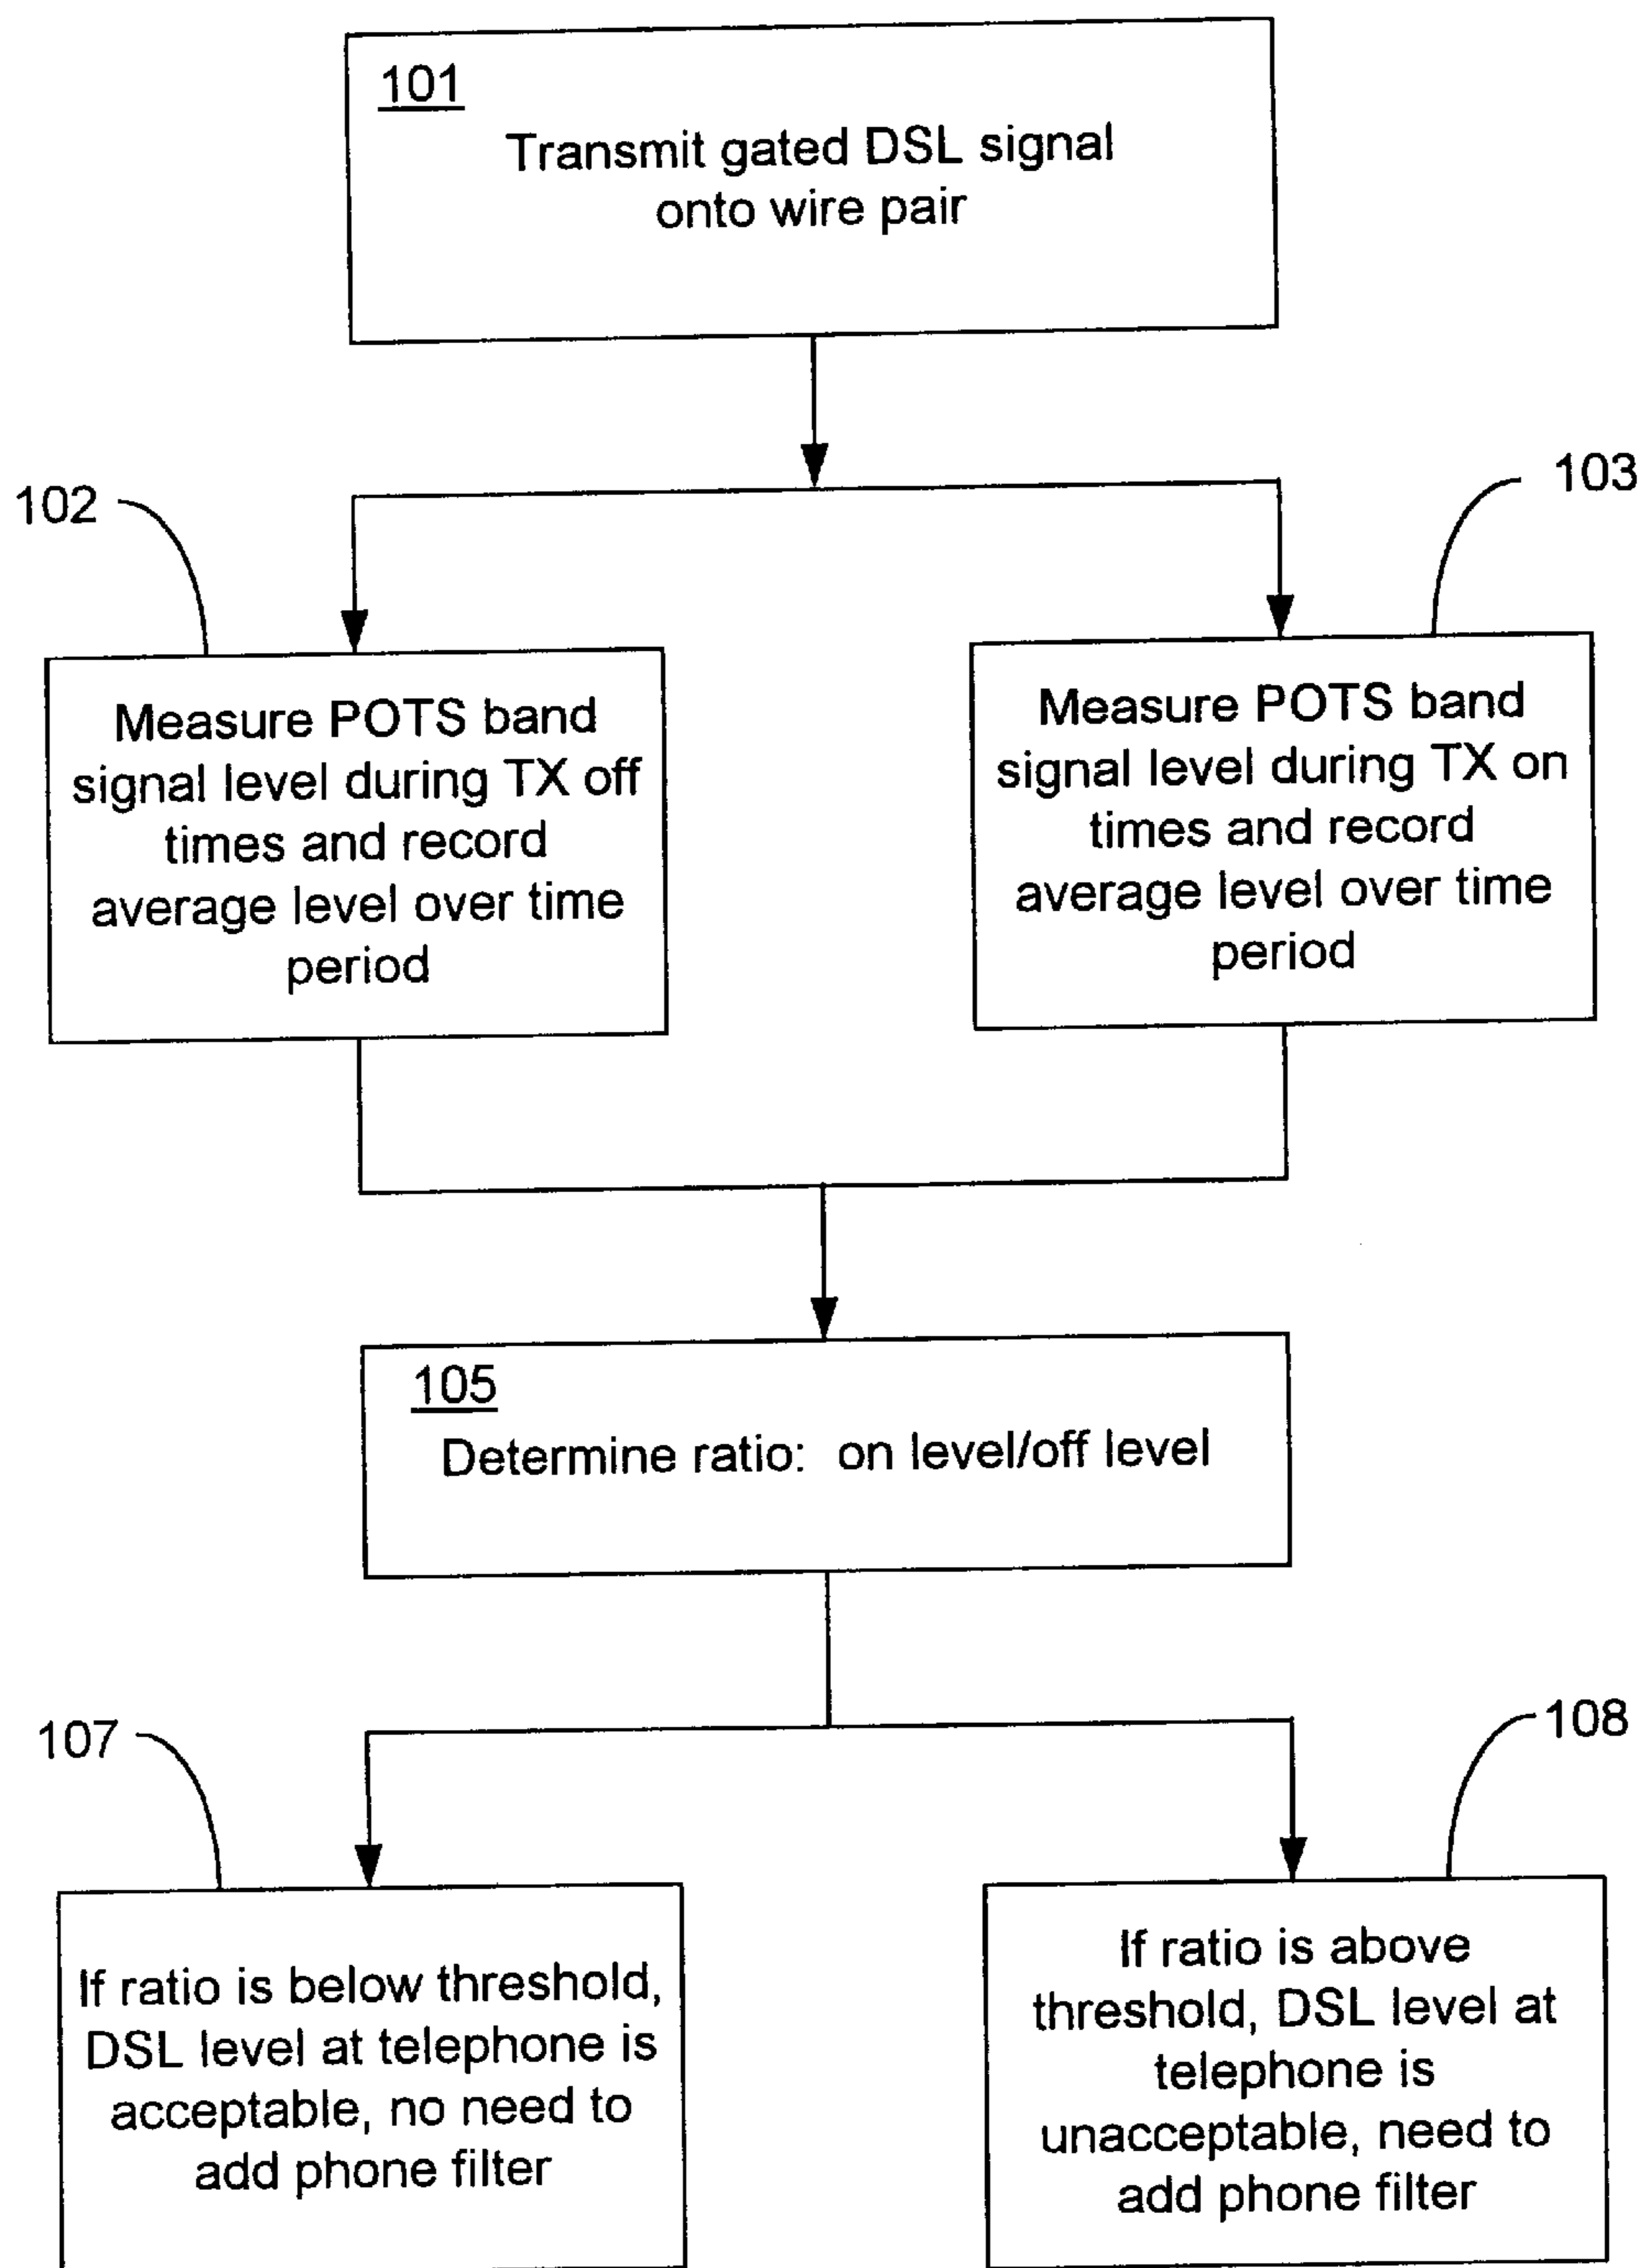 101
Transmit gated DSL signal
onto wire pair
102
103
Measure POTS band
signal level during TX off
times and record
average level over time
period
Measure POTS band
signal level during TX on
times and record
average level over time
period
105
Determine ratio: on level/off level
107
108
If ratio is below threshold,
DSL level at telephone is
acceptable, no need to
add phone filter
If ratio is above
threshold, DSL level at
telephone is
unacceptable, need to
add phone filter